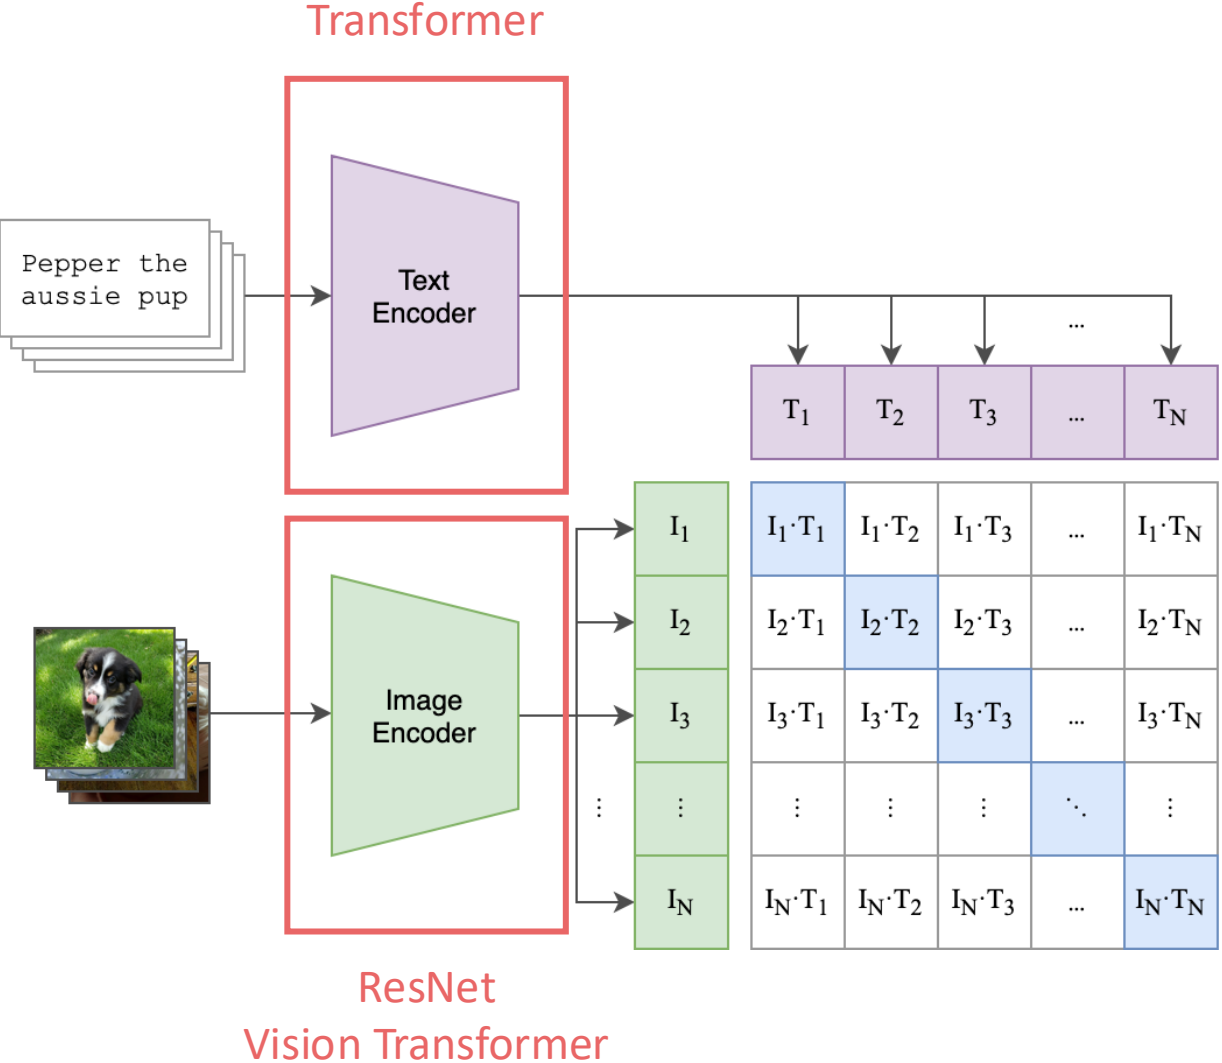 Transformer
Pepper the
aussie pup
Text
Encoder
...
T1 T2 T3 ... TN
I1 I1·T1 I1·T2 I1·T3 ... I1·TN
I2 I2·T1 I2·T2 I2·T3 ... I2·TN
Image
Encoder
I3 I3·T1 I3·T2 I3·T3 ... I3·TN
⋮ ⋮ ⋮ ⋮ ⋮ ⋱ ⋮
IN IN·T1 IN·T2 IN·T3 ... IN·TN
ResNet
Vision Transformer